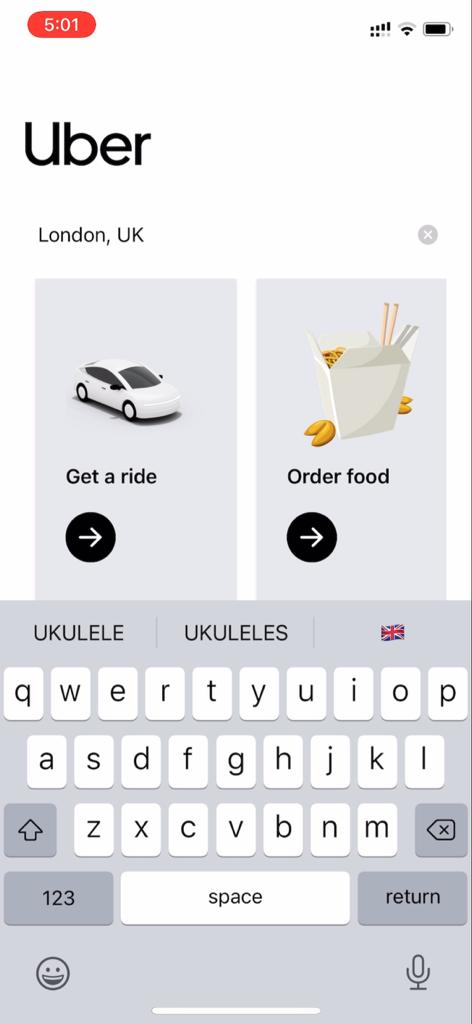 5:01
Uber
London, UK
Get a ride Order food
UKULELE UKULELES 🇬🇧
q w e r t y u i o p
a s d f g h j k l
z x c v b n m
123 space return